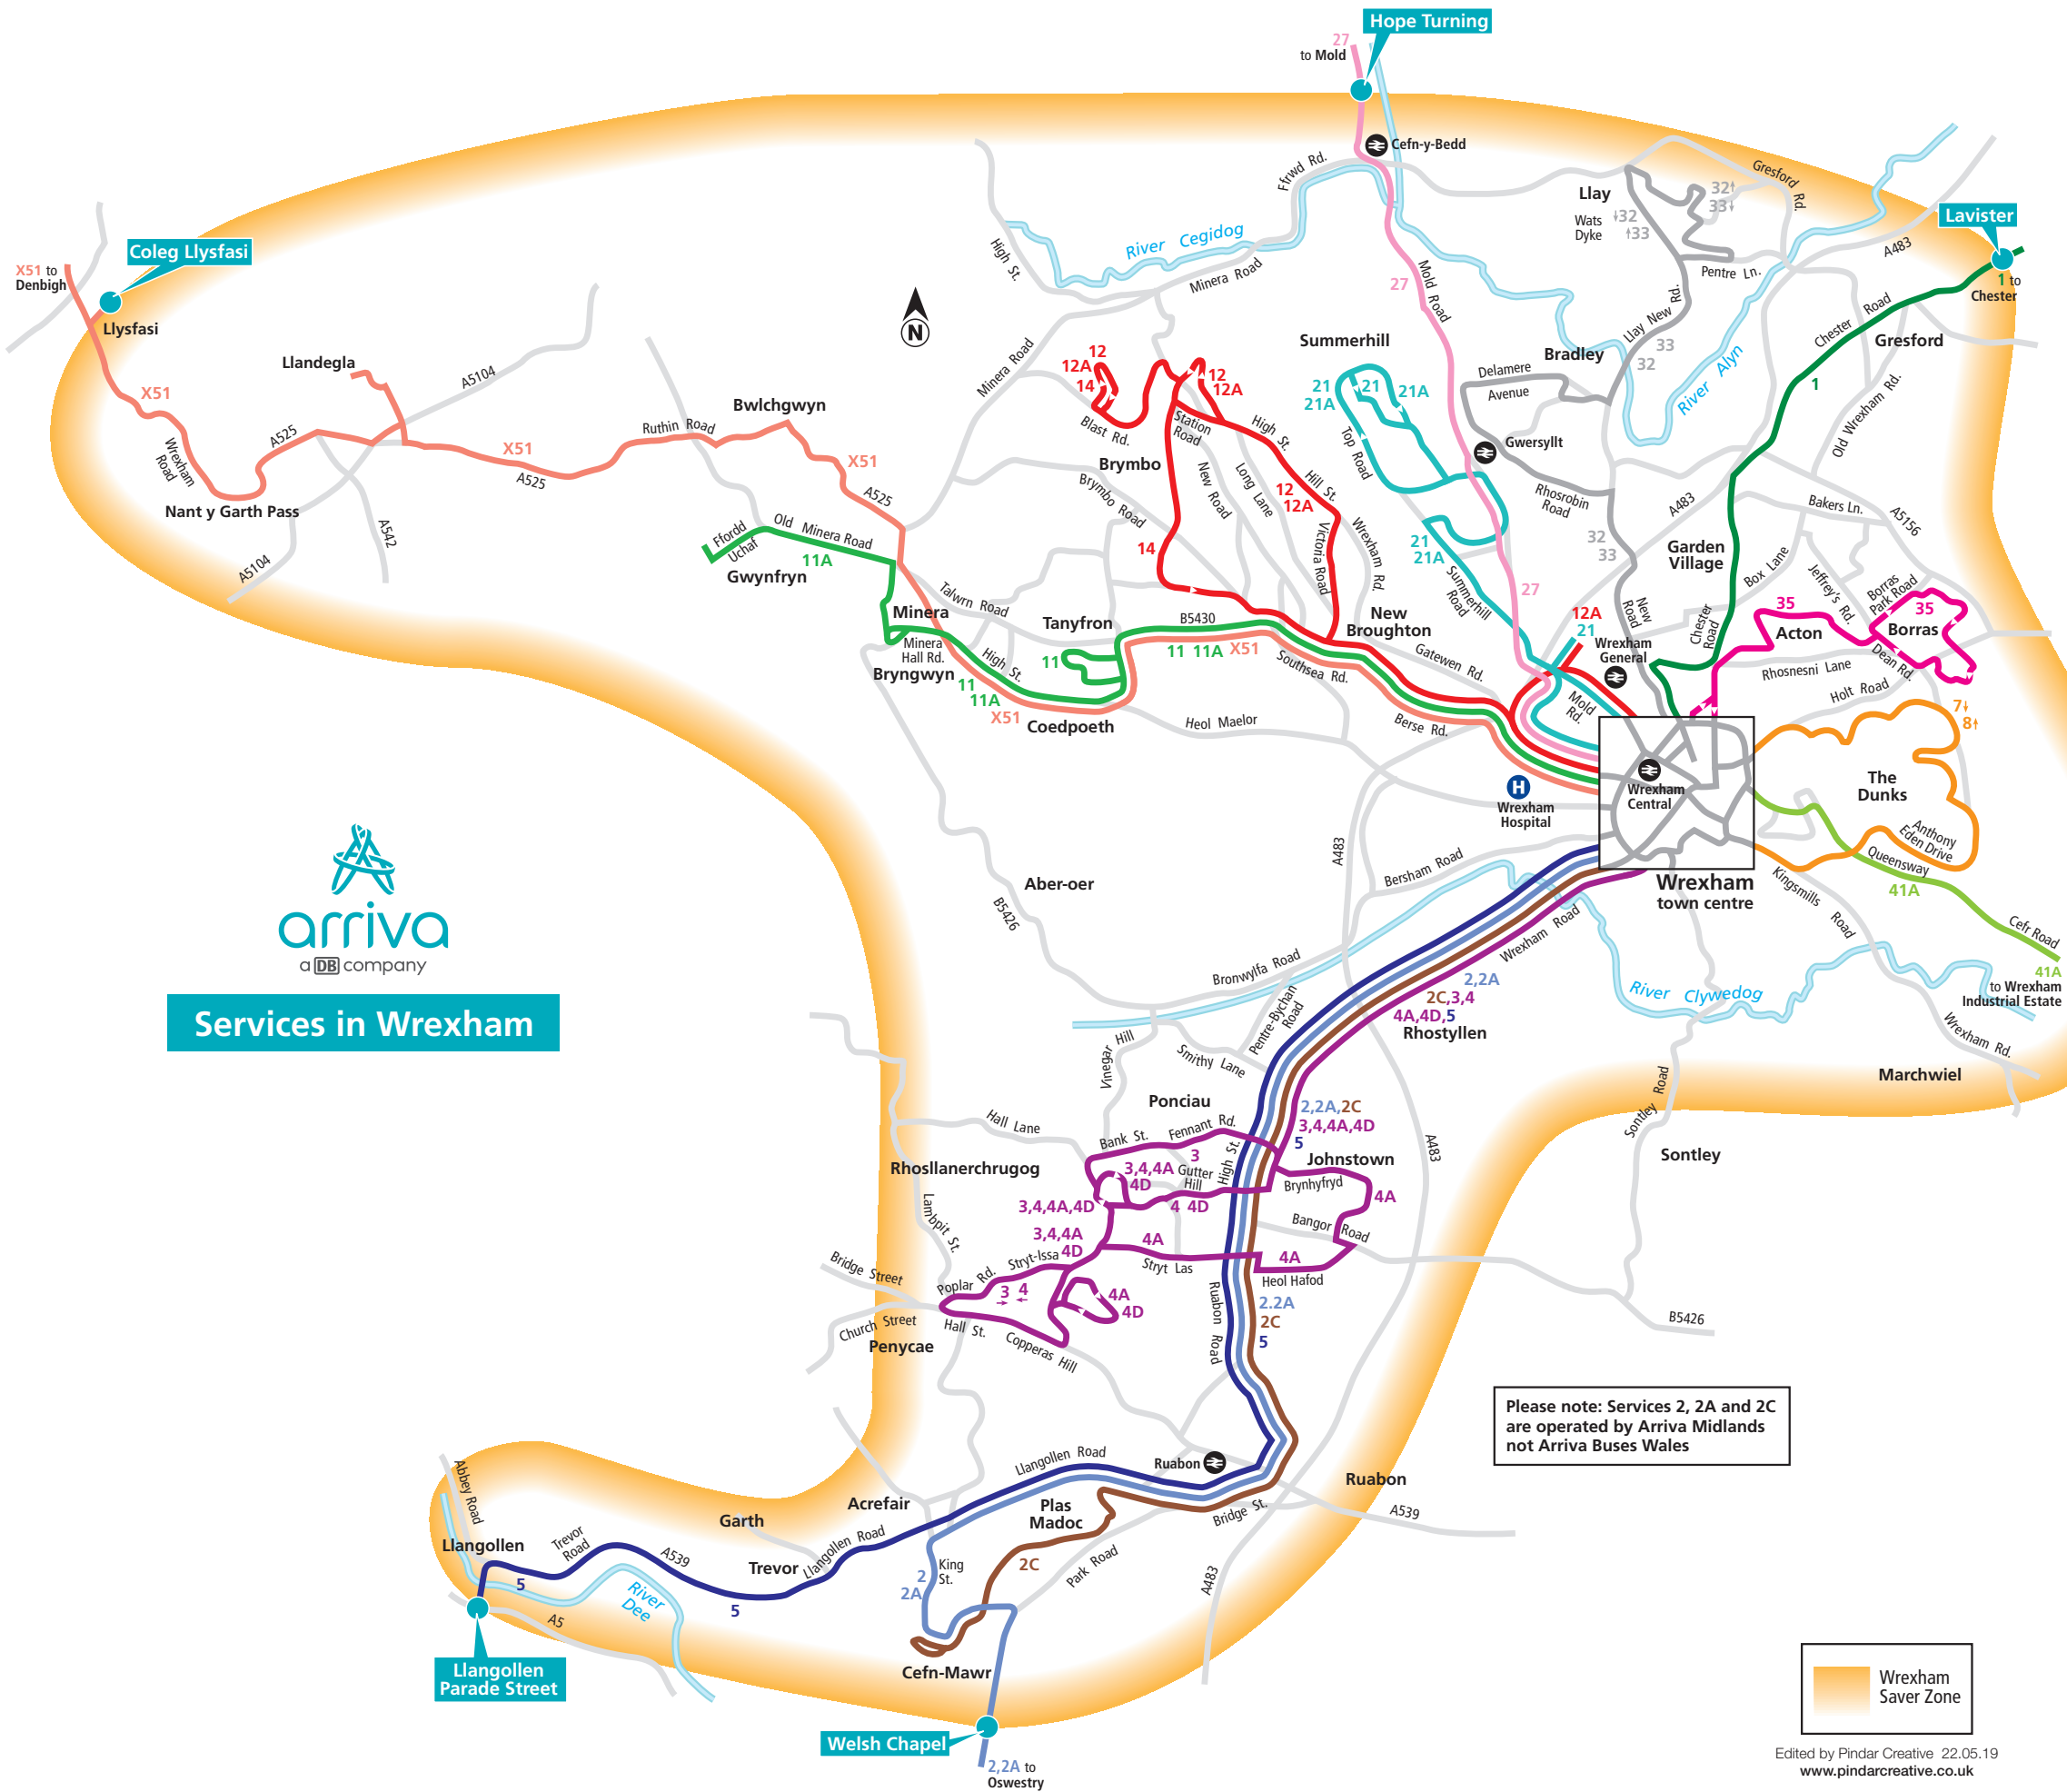 Hope Turning
27
to Mold
Cefn-y-Bedd
Ffrwd Rd.
Gresford Rd.
Llay
32
33
Wats
Dyke
32
33
Lavister
A483
1 to
Chester
Coleg Llysfasi
X51 to
Denbigh
Llysfasi
River Cegidog
High St.
Minera Road
27
Mold Road
Pentre Ln.
Llay New Rd.
Chester Road
Gresford
Llandegla
A5104
X51
Bwlchgwyn
Ruthin Road
Minera Road
12
12A
14
12
12A
Summerhill
21
21A
21
21A
Bradley
33
32
Delamere
Avenue
River Alyn
1
Old Wrexham Rd.
N
Wrexham
Road
A525
X51
A525
X51
A525
Nant y Garth Pass
A542
A5104
Blast Rd.
Station
Road
High St.
Brymbo
Brymbo Road
New Road
Long Lane
Hill St.
12
12A
Top Road
Gwersyllt
Rhosrobin
Road
A483
Bakers Ln.
A5156
Ffordd
Uchaf
Old Minera Road
11A
Gwynfryn
14
Victoria Road
Wrexham Rd.
21
21A
Summerhill
Road
27
32
33
Garden
Village
Box Lane
Jeffrey's Rd.
Borras
Park Road
35
Borras
Minera
Talwrn Road
Tanyfron
B5430
New
Broughton
12A
21
Wrexham
General
New
Road
Chester
Road
35
Acton
Minera
Hall Rd.
Bryngwyn
High St.
11
11 11A X51
Southsea Rd.
Gatewen Rd.
Rhosnesni Lane
Dean Rd.
Holt Road
11
11A
X51
Coedpoeth
Heol Maelor
Berse Rd.
Mold
Rd.
7
8
The
Dunks
Wrexham
Hospital
H
Wrexham
Central
Anthony
Eden Drive
Queensway
41A
Cefr Road
41A
to Wrexham
Industrial Estate
A483
Bersham Road
Wrexham
town centre
Kingsmills Road
arriva
a DB company
Services in Wrexham
Aber-oer
B5426
Bronwylfa Road
Wrexham Road
2,2A
2C,3,4
4A,4D,5
Rhostyllen
River Clywedog
Wrexham Rd.
Marchwiel
Vinegar Hill
Smithy Lane
Pentre-Bychan
Road
Sontley Road
Sontley
Ponciau
Hall Lane
Bank St.
Fennant Rd.
3
2,2A,2C
3,4,4A,4D
5
Johnstown
A483
Rhosllanerchrugog
3,4,4A
4D
Gutter
Hill
High St.
Brynhyfryd
4A
3,4,4A,4D
4 4D
Lambpit St.
3,4,4A
4D
4A
Stryt Las
Bangor Road
4A
Heol Hafod
Bridge Street
Poplar Rd.
Stryt-Issa
3 4
4A
4D
Church Street
Hall St.
Copperas Hill
Penycae
Ruabon Road
2.2A
2C
5
B5426
Please note: Services 2, 2A and 2C
are operated by Arriva Midlands
not Arriva Buses Wales
Abbey Road
Llangollen Road
Ruabon
Ruabon
Acrefair
Plas
Madoc
Bridge St.
A539
Garth
Llangollen
Trevor
Road
A539
Trevor
Llangollen Road
5
5
River
Dee
A5
King
St.
2
2A
2C
Park Road
A483
Llangollen
Parade Street
Cefn-Mawr
Welsh Chapel
2,2A to
Oswestry
Wrexham
Saver Zone
Edited by Pindar Creative 22.05.19
www.pindarcreative.co.uk